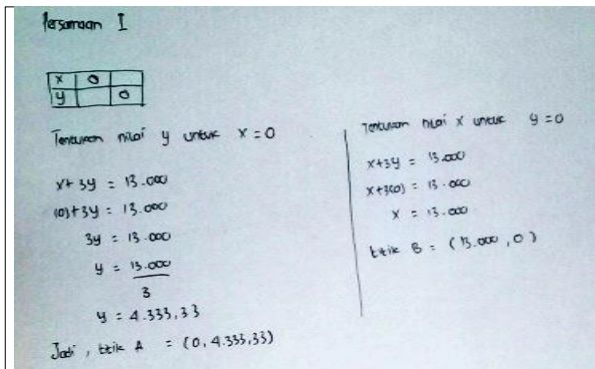 Persamaan I
x 0
y 0
Tentukan nilai y untuk x = 0
x + 3y = 13.000
(0) + 3y = 13.000
3y = 13.000
y = 13.000
3
y = 4.333,33
Jadi, titik A = (0, 4.333,33)
Tentukan nilai x untuk y = 0
x + 3y = 13.000
x + 3(0) = 13.000
x = 13.000
titik B = (13.000, 0)